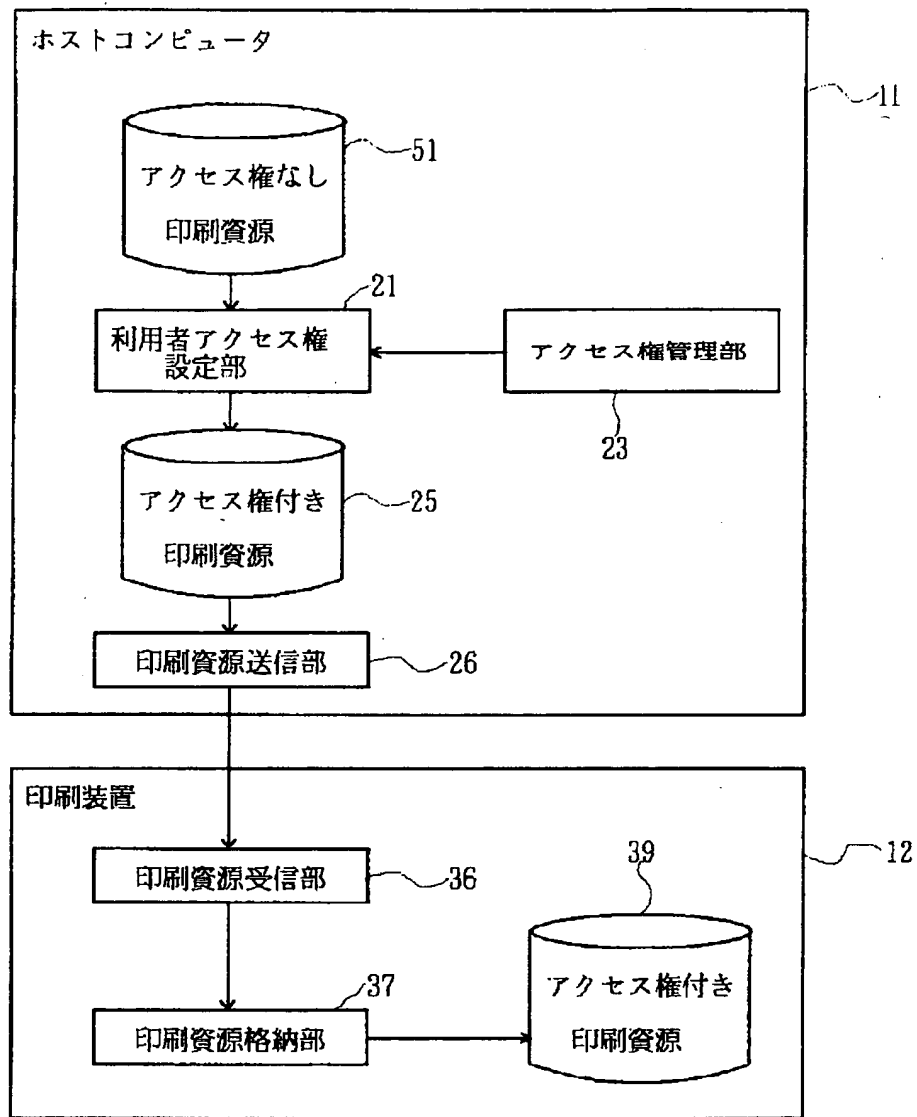 ホストコンピュータ
11
アクセス権なし
印刷資源
51
21
利用者アクセス権
設定部
アクセス権管理部
23
アクセス権付き
印刷資源
25
印刷資源送信部
26
印刷装置
12
印刷資源受信部
36
39
アクセス権付き
印刷資源
37
印刷資源格納部